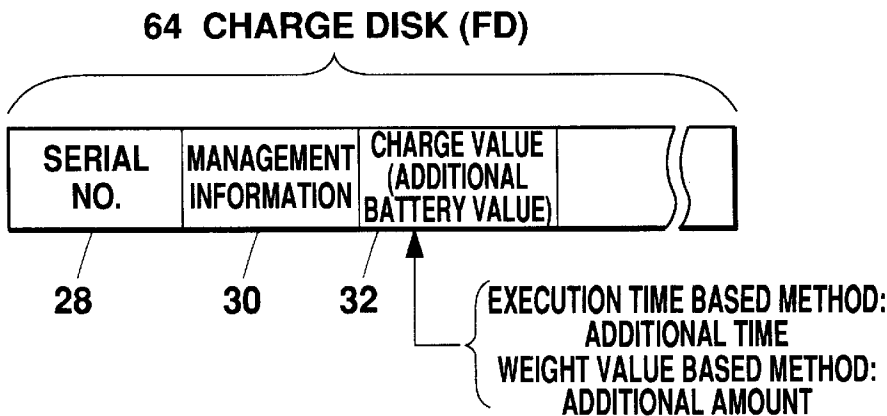 64 CHARGE DISK (FD)
SERIAL
NO.
MANAGEMENT
INFORMATION
CHARGE VALUE
(ADDITIONAL
BATTERY VALUE)
28
30
32
EXECUTION TIME BASED METHOD:
ADDITIONAL TIME
WEIGHT VALUE BASED METHOD:
ADDITIONAL AMOUNT